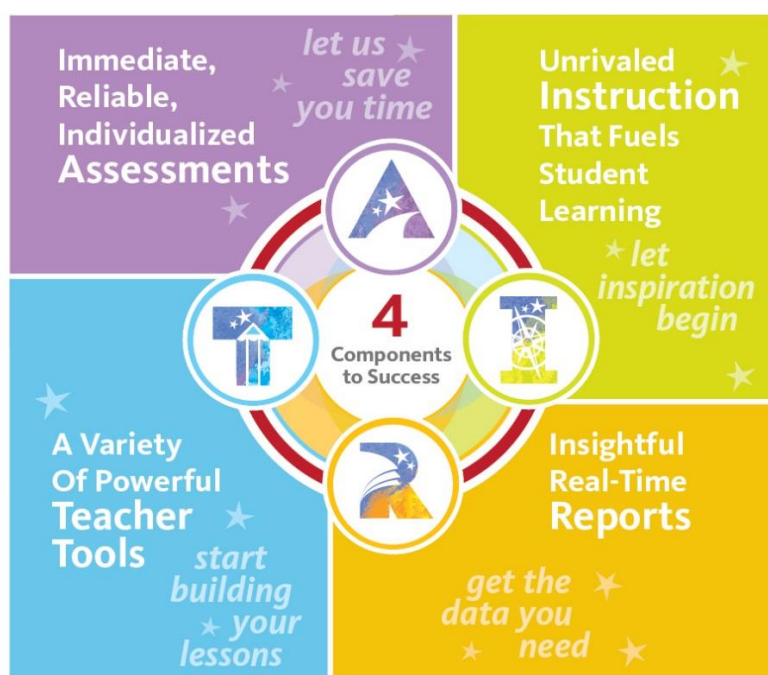 Immediate,
Reliable,
Individualized
Assessments
let us
save
you time
Unrivaled
Instruction
That Fuels
Student
Learning
let
inspiration
begin
A
T
4
Components
to Success
I
R
A Variety
Of Powerful
Teacher
Tools
start
building
your
lessons
Insightful
Real-Time
Reports
get the
data you
need